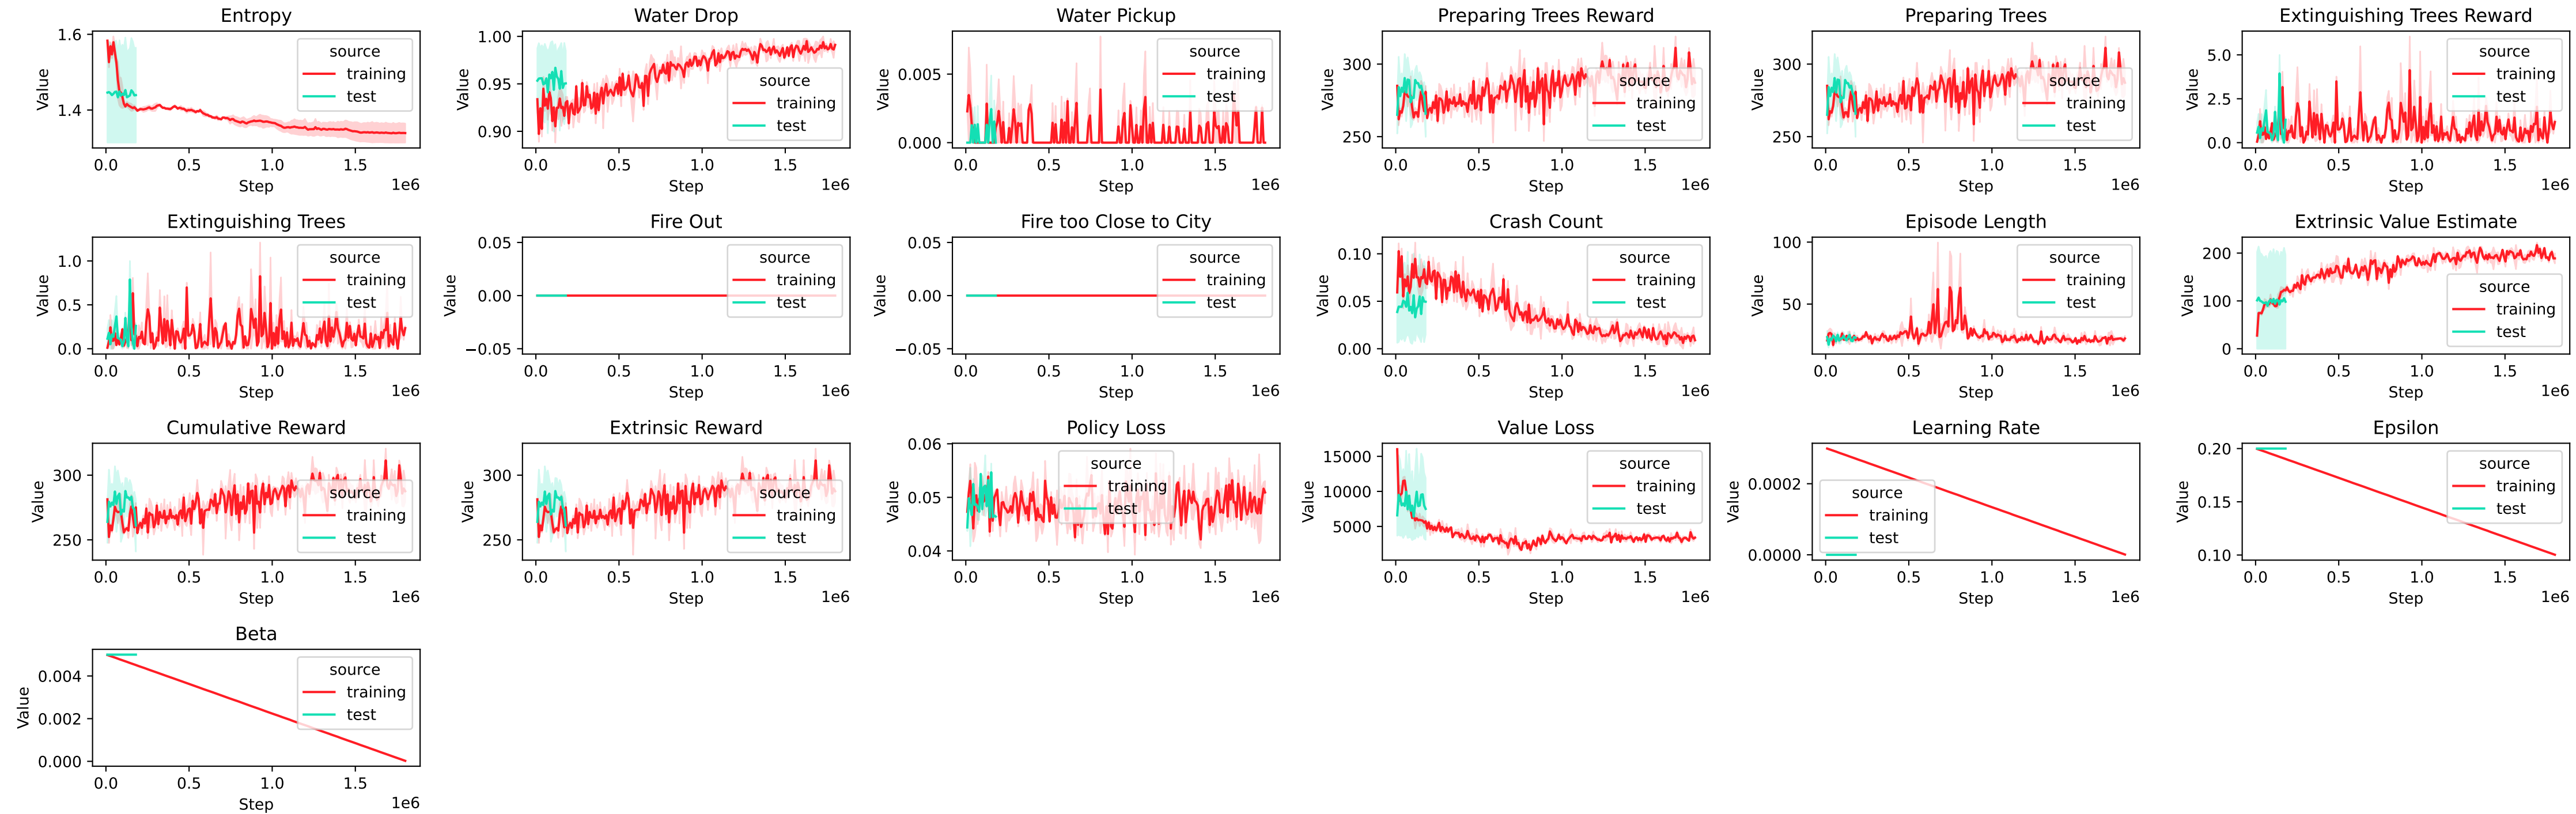 Entropy
Value
1.6
1.4
source
training
test
0.0 0.5 1.0 1.5
Step 1e6
Water Drop
Value
1.00
0.95
0.90
source
training
test
0.0 0.5 1.0 1.5
Step 1e6
Water Pickup
Value
0.005
0.000
source
training
test
0.0 0.5 1.0 1.5
Step 1e6
Preparing Trees Reward
Value
300
250
source
training
test
0.0 0.5 1.0 1.5
Step 1e6
Preparing Trees
Value
300
250
source
training
test
0.0 0.5 1.0 1.5
Step 1e6
Extinguishing Trees Reward
Value
5.0
2.5
0.0
source
training
test
0.0 0.5 1.0 1.5
Step 1e6
Extinguishing Trees
Value
1.0
0.5
0.0
source
training
test
0.0 0.5 1.0 1.5
Step 1e6
Fire Out
Value
0.05
0.00
−0.05
source
training
test
0.0 0.5 1.0 1.5
Step 1e6
Fire too Close to City
Value
0.05
0.00
−0.05
source
training
test
0.0 0.5 1.0 1.5
Step 1e6
Crash Count
Value
0.10
0.05
0.00
source
training
test
0.0 0.5 1.0 1.5
Step 1e6
Episode Length
Value
100
50
source
training
test
0.0 0.5 1.0 1.5
Step 1e6
Extrinsic Value Estimate
Value
200
100
0
source
training
test
0.0 0.5 1.0 1.5
Step 1e6
Cumulative Reward
Value
300
250
source
training
test
0.0 0.5 1.0 1.5
Step 1e6
Extrinsic Reward
Value
300
250
source
training
test
0.0 0.5 1.0 1.5
Step 1e6
Policy Loss
Value
0.06
0.05
0.04
source
training
test
0.0 0.5 1.0 1.5
Step 1e6
Value Loss
Value
15000
10000
5000
source
training
test
0.0 0.5 1.0 1.5
Step 1e6
Learning Rate
Value
0.0002
0.0000
source
training
test
0.0 0.5 1.0 1.5
Step 1e6
Epsilon
Value
0.20
0.15
0.10
source
training
test
0.0 0.5 1.0 1.5
Step 1e6
Beta
Value
0.004
0.002
0.000
source
training
test
0.0 0.5 1.0 1.5
Step 1e6